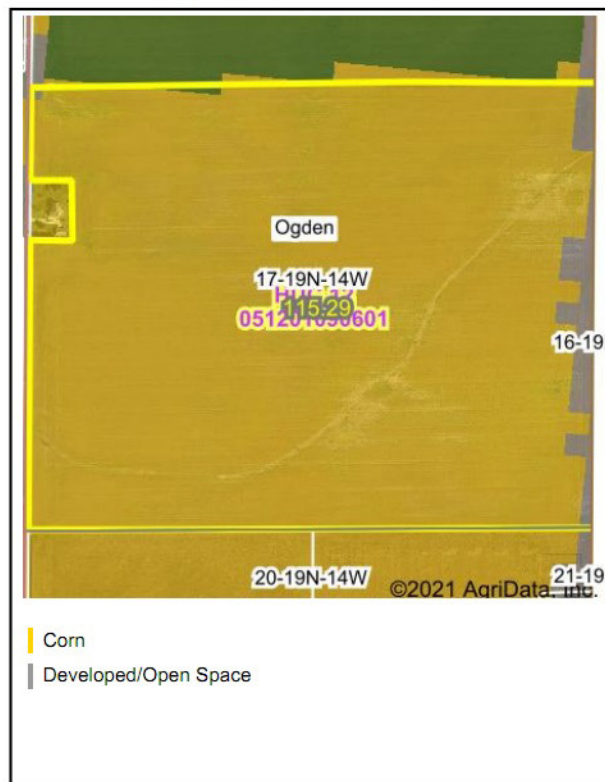 Ogden
17-19N-14W
115.29
16-19
20-19N-14W
21-19
©2021 AgriData, Inc.
Corn
Developed/Open Space